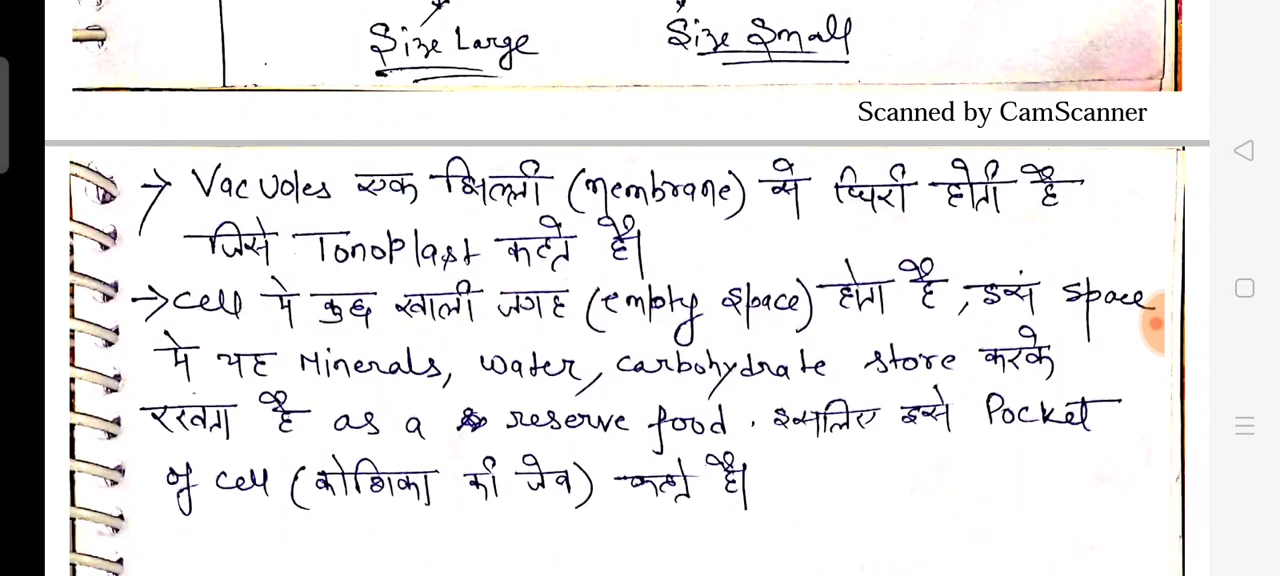 Size Large Size Small
Scanned by CamScanner
→ Vacuoles एक झिल्ली (membrane) से घिरी होती है
जिसे Tonoplast कहते है।
→ cell मे कुछ खाली जगह (empty space) होता है, इस space
मे यह Minerals, water, carbohydrate store करके
रखता है as a reserve food. इसलिए इसे Pocket
of cell (कोशिका की जेब) कहते है।